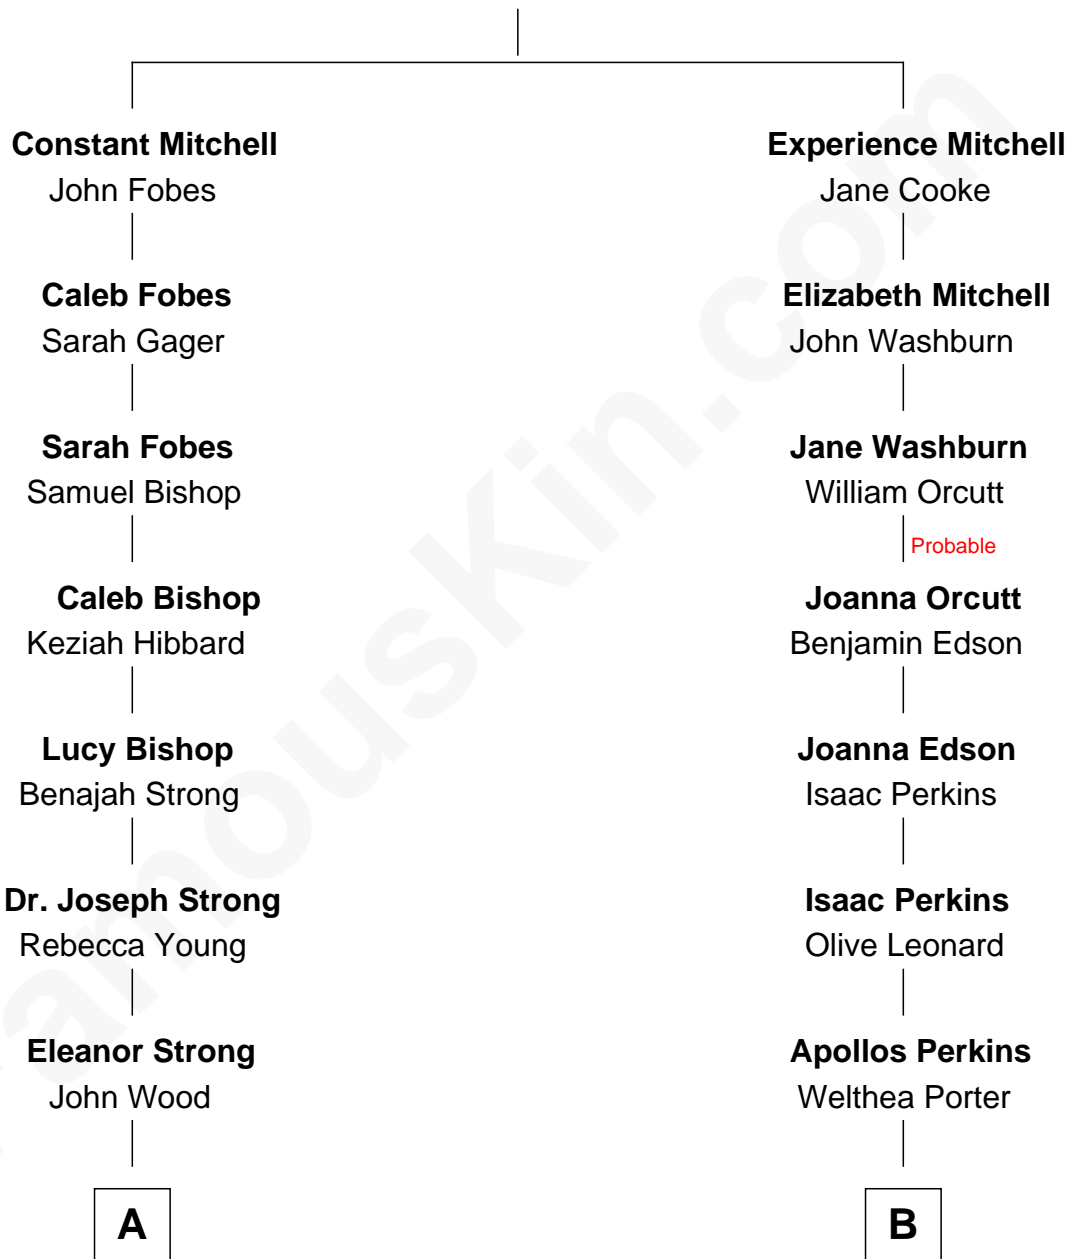 Constant Mitchell
John Fobes
Caleb Fobes
Sarah Gager
Sarah Fobes
Samuel Bishop
Caleb Bishop
Keziah Hibbard
Lucy Bishop
Benajah Strong
Dr. Joseph Strong
Rebecca Young
Eleanor Strong
John Wood
A
Experience Mitchell
Jane Cooke
Elizabeth Mitchell
John Washburn
Jane Washburn
William Orcutt
Probable
Joanna Orcutt
Benjamin Edson
Joanna Edson
Isaac Perkins
Isaac Perkins
Olive Leonard
Apollos Perkins
Welthea Porter
B
FamousKin.com